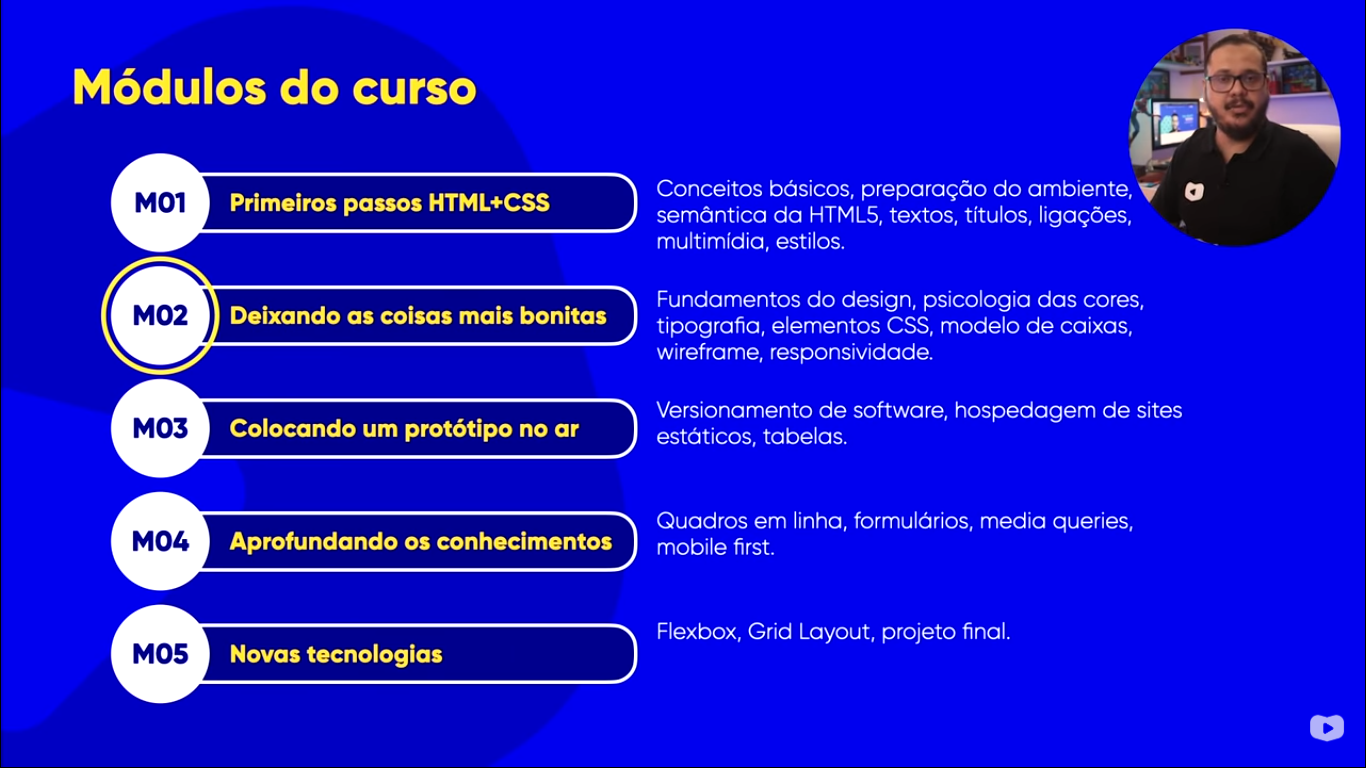 Módulos do curso
M01
Primeiros passos HTML+CSS
Conceitos básicos, preparação do ambiente,
semântica da HTML5, textos, títulos, ligações,
multimídia, estilos.
M02
Deixando as coisas mais bonitas
Fundamentos do design, psicologia das cores,
tipografia, elementos CSS, modelo de caixas,
wireframe, responsividade.
M03
Colocando um protótipo no ar
Versionamento de software, hospedagem de sites
estáticos, tabelas.
M04
Aprofundando os conhecimentos
Quadros em linha, formulários, media queries,
mobile first.
M05
Novas tecnologias
Flexbox, Grid Layout, projeto final.